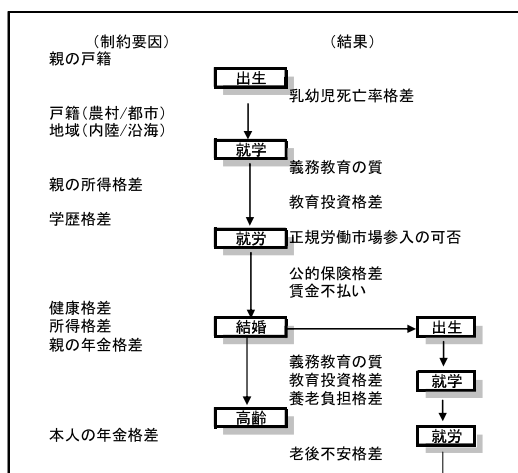 （制約要因）
（結果）
親の戸籍
出生
乳幼児死亡率格差
戸籍（農村/都市）
地域（内陸/沿海）
就学
義務教育の質
親の所得格差
教育投資格差
学歴格差
就労
正規労働市場参入の可否
公的保険格差
賃金不払い
健康格差
所得格差
親の年金格差
結婚
出生
義務教育の質
教育投資格差
養老負担格差
就学
高齢
本人の年金格差
就労
老後不安格差